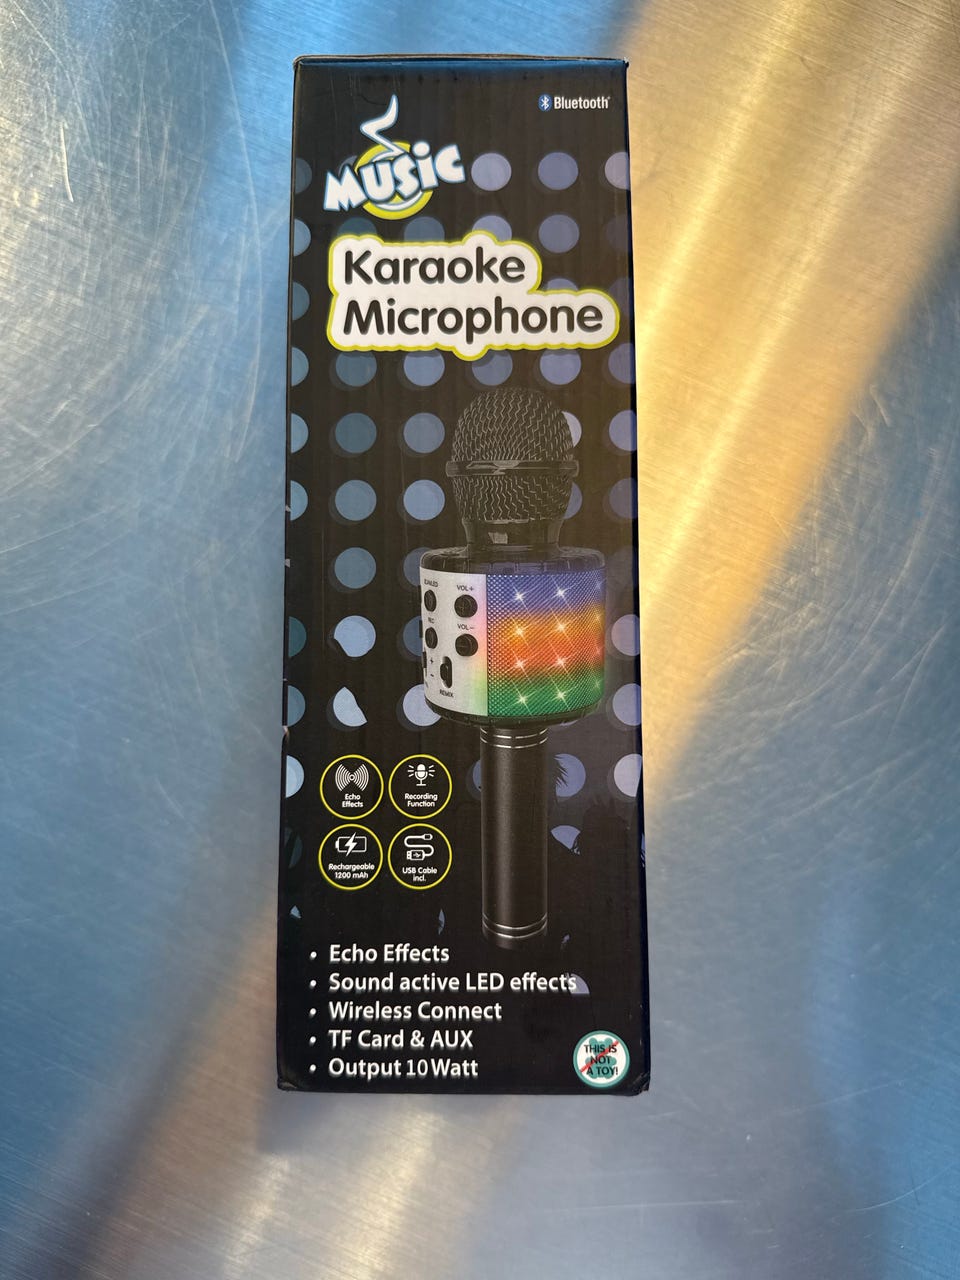 Bluetooth®
MUSiC
Karaoke
Microphone
VOL+
REC
VOL-
+
-
REMIX
Echo
Effects
Recording
Function
Rechargeable
1200 mAh
USB Cable
incl.
• Echo Effects
• Sound active LED effects
• Wireless Connect
• TF Card & AUX
• Output 10 Watt
THIS IS
NOT
A TOY!